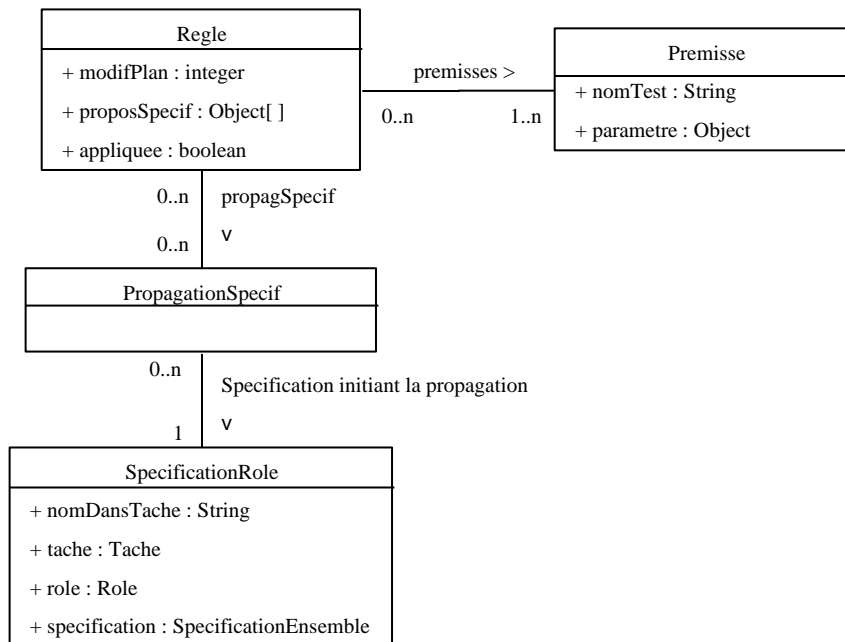 Regle
+ modifPlan : integer
+ proposSpecif : Object[ ]
+ appliquee : boolean
premisses >
0..n
1..n
Premisse
+ nomTest : String
+ parametre : Object
0..n
propagSpecif
v
0..n
PropagationSpecif
0..n
Specification initiant la propagation
v
1
SpecificationRole
+ nomDansTache : String
+ tache : Tache
+ role : Role
+ specification : SpecificationEnsemble